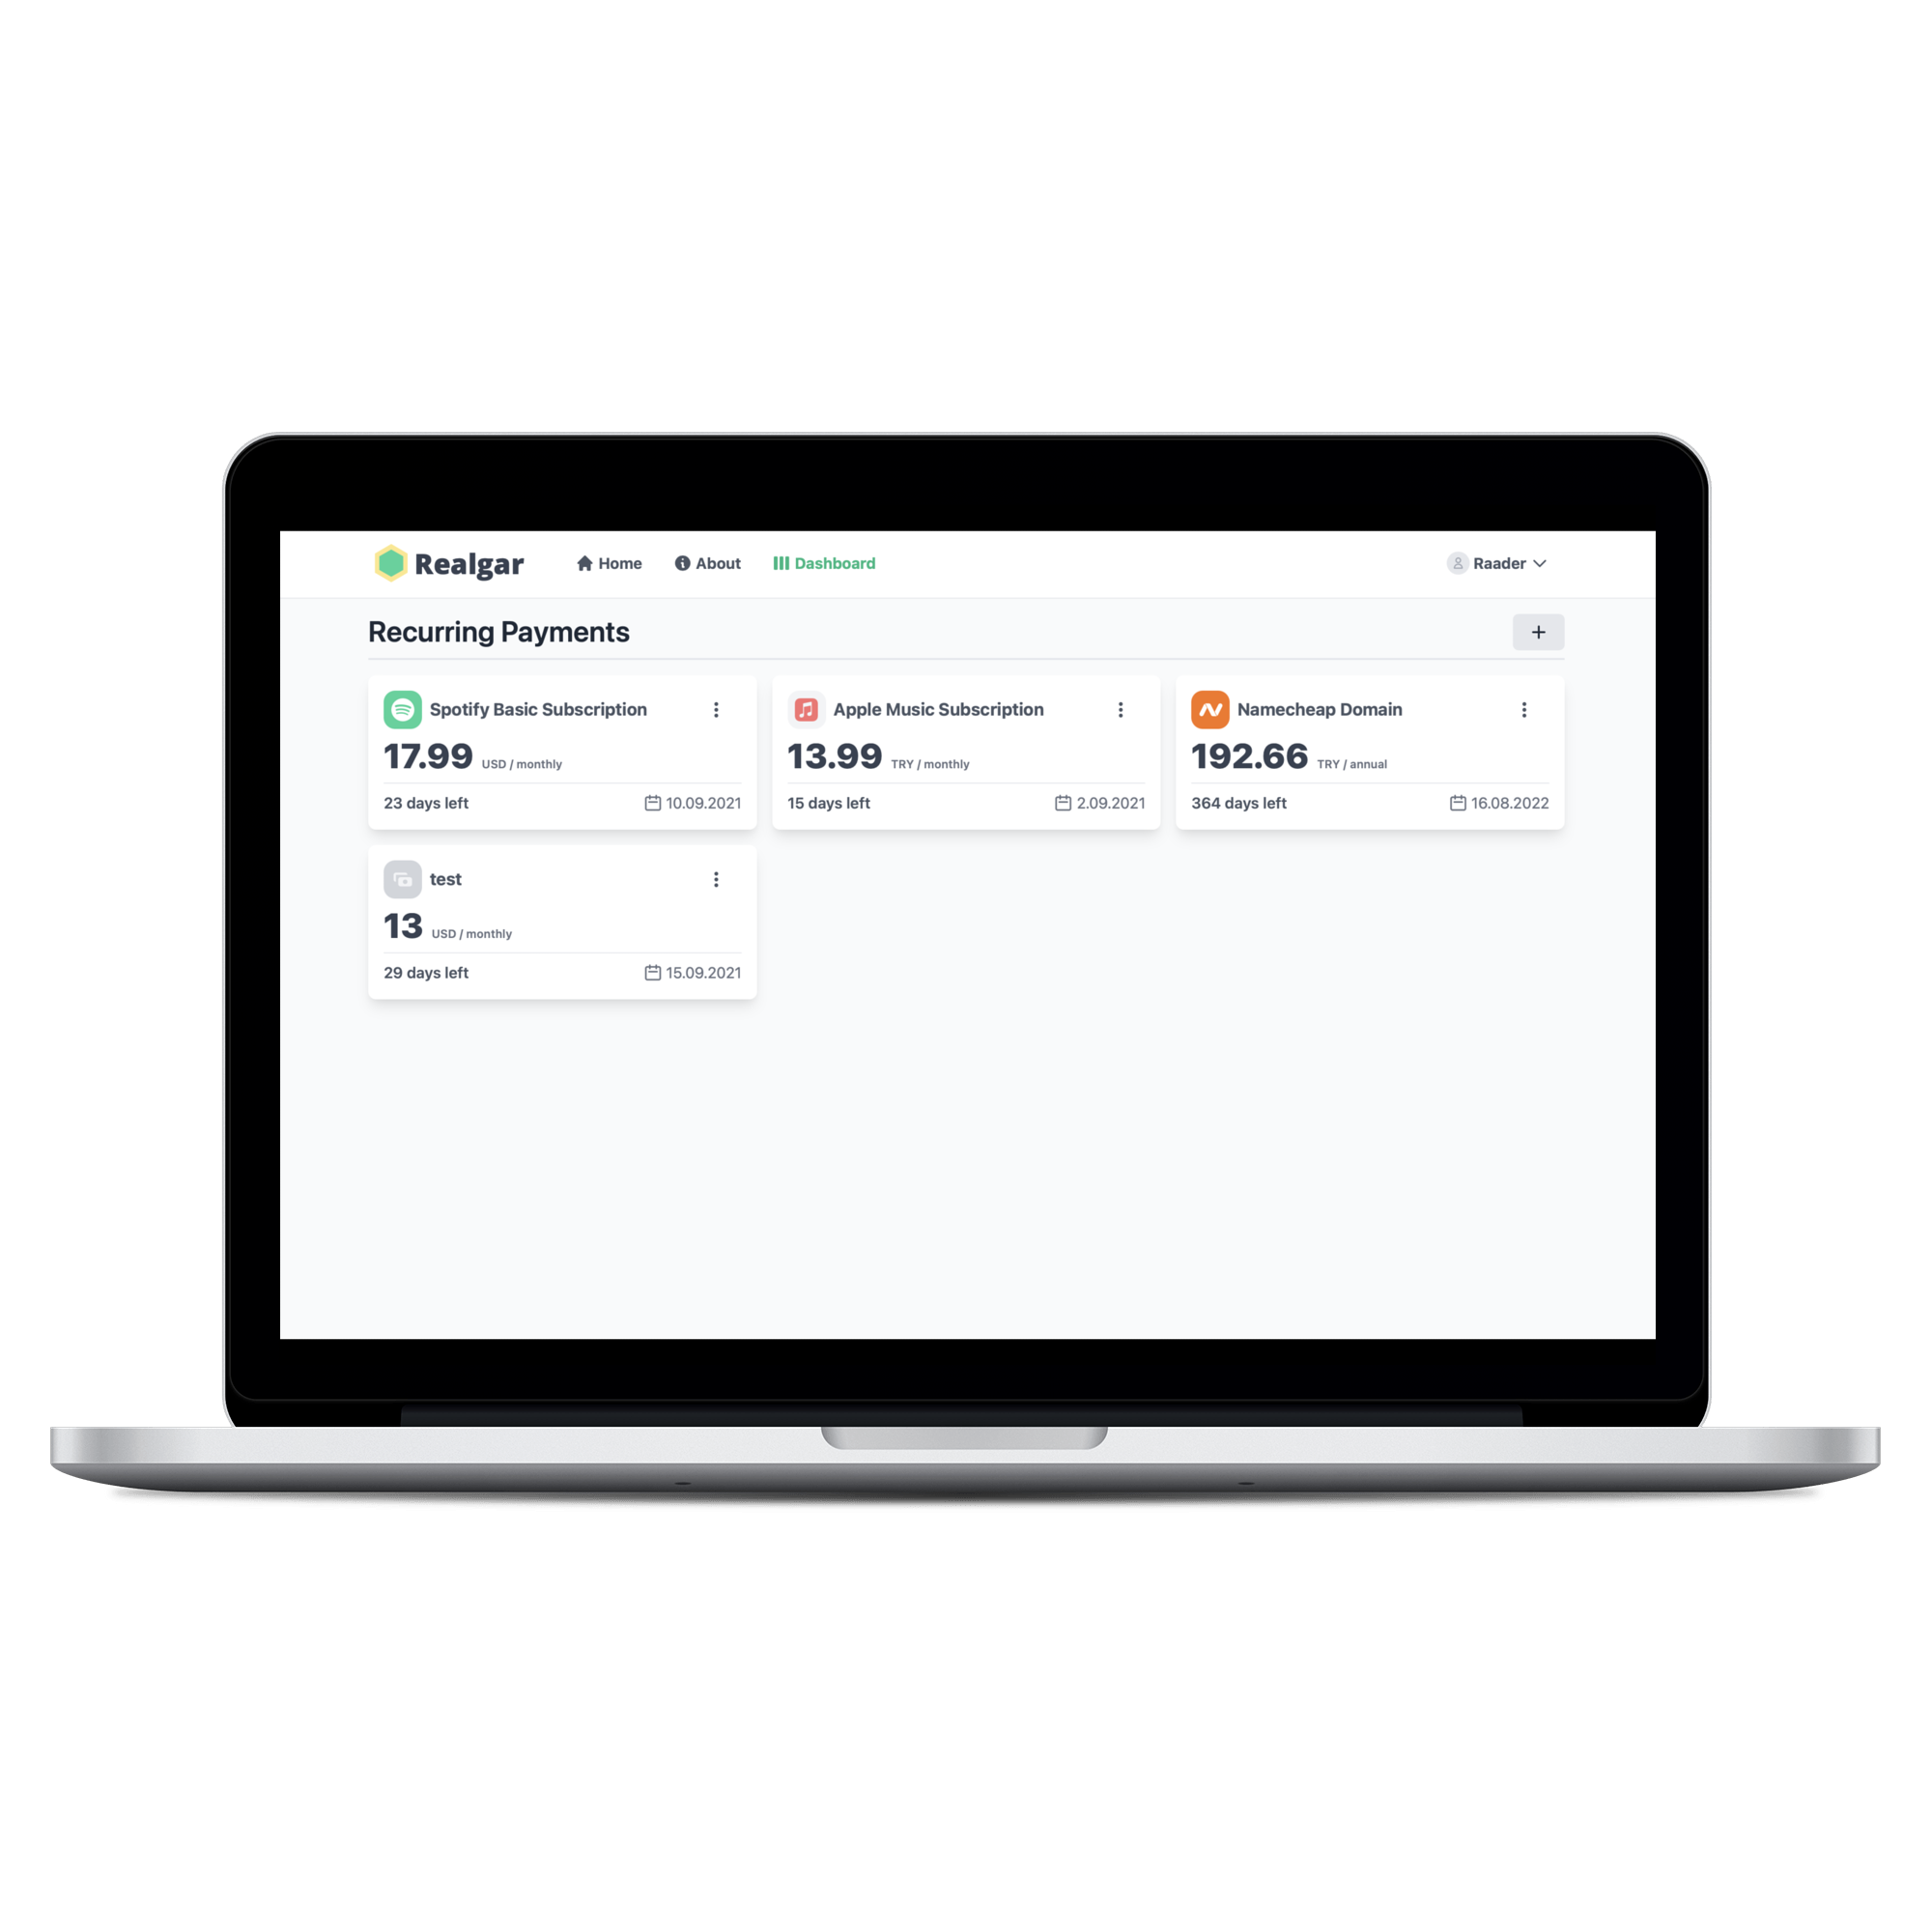 Realgar Home About Dashboard Raader
Recurring Payments +
Spotify Basic Subscription
17.99 USD / monthly
23 days left 10.09.2021
Apple Music Subscription
13.99 TRY / monthly
15 days left 2.09.2021
Namecheap Domain
192.66 TRY / annual
364 days left 16.08.2022
test
13 USD / monthly
29 days left 15.09.2021